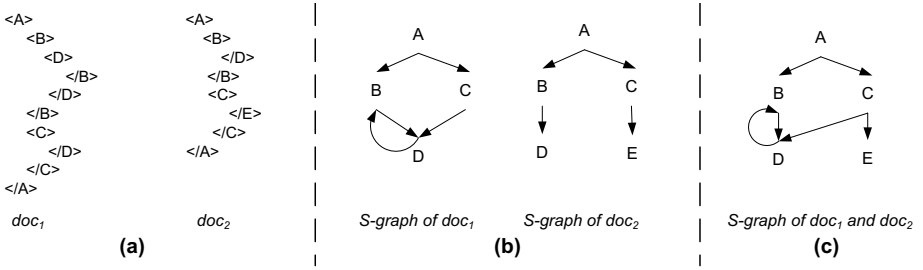 <A>
<B>
<D>
</B>
</D>
</B>
<C>
</D>
</C>
</A>
doc1
<A>
<B>
</D>
</B>
<C>
</E>
</C>
</A>
doc2
(a)
A
B C
D
S-graph of doc1
A
B C
D E
S-graph of doc2
(b)
A
B C
D E
S-graph of doc1 and doc2
(c)